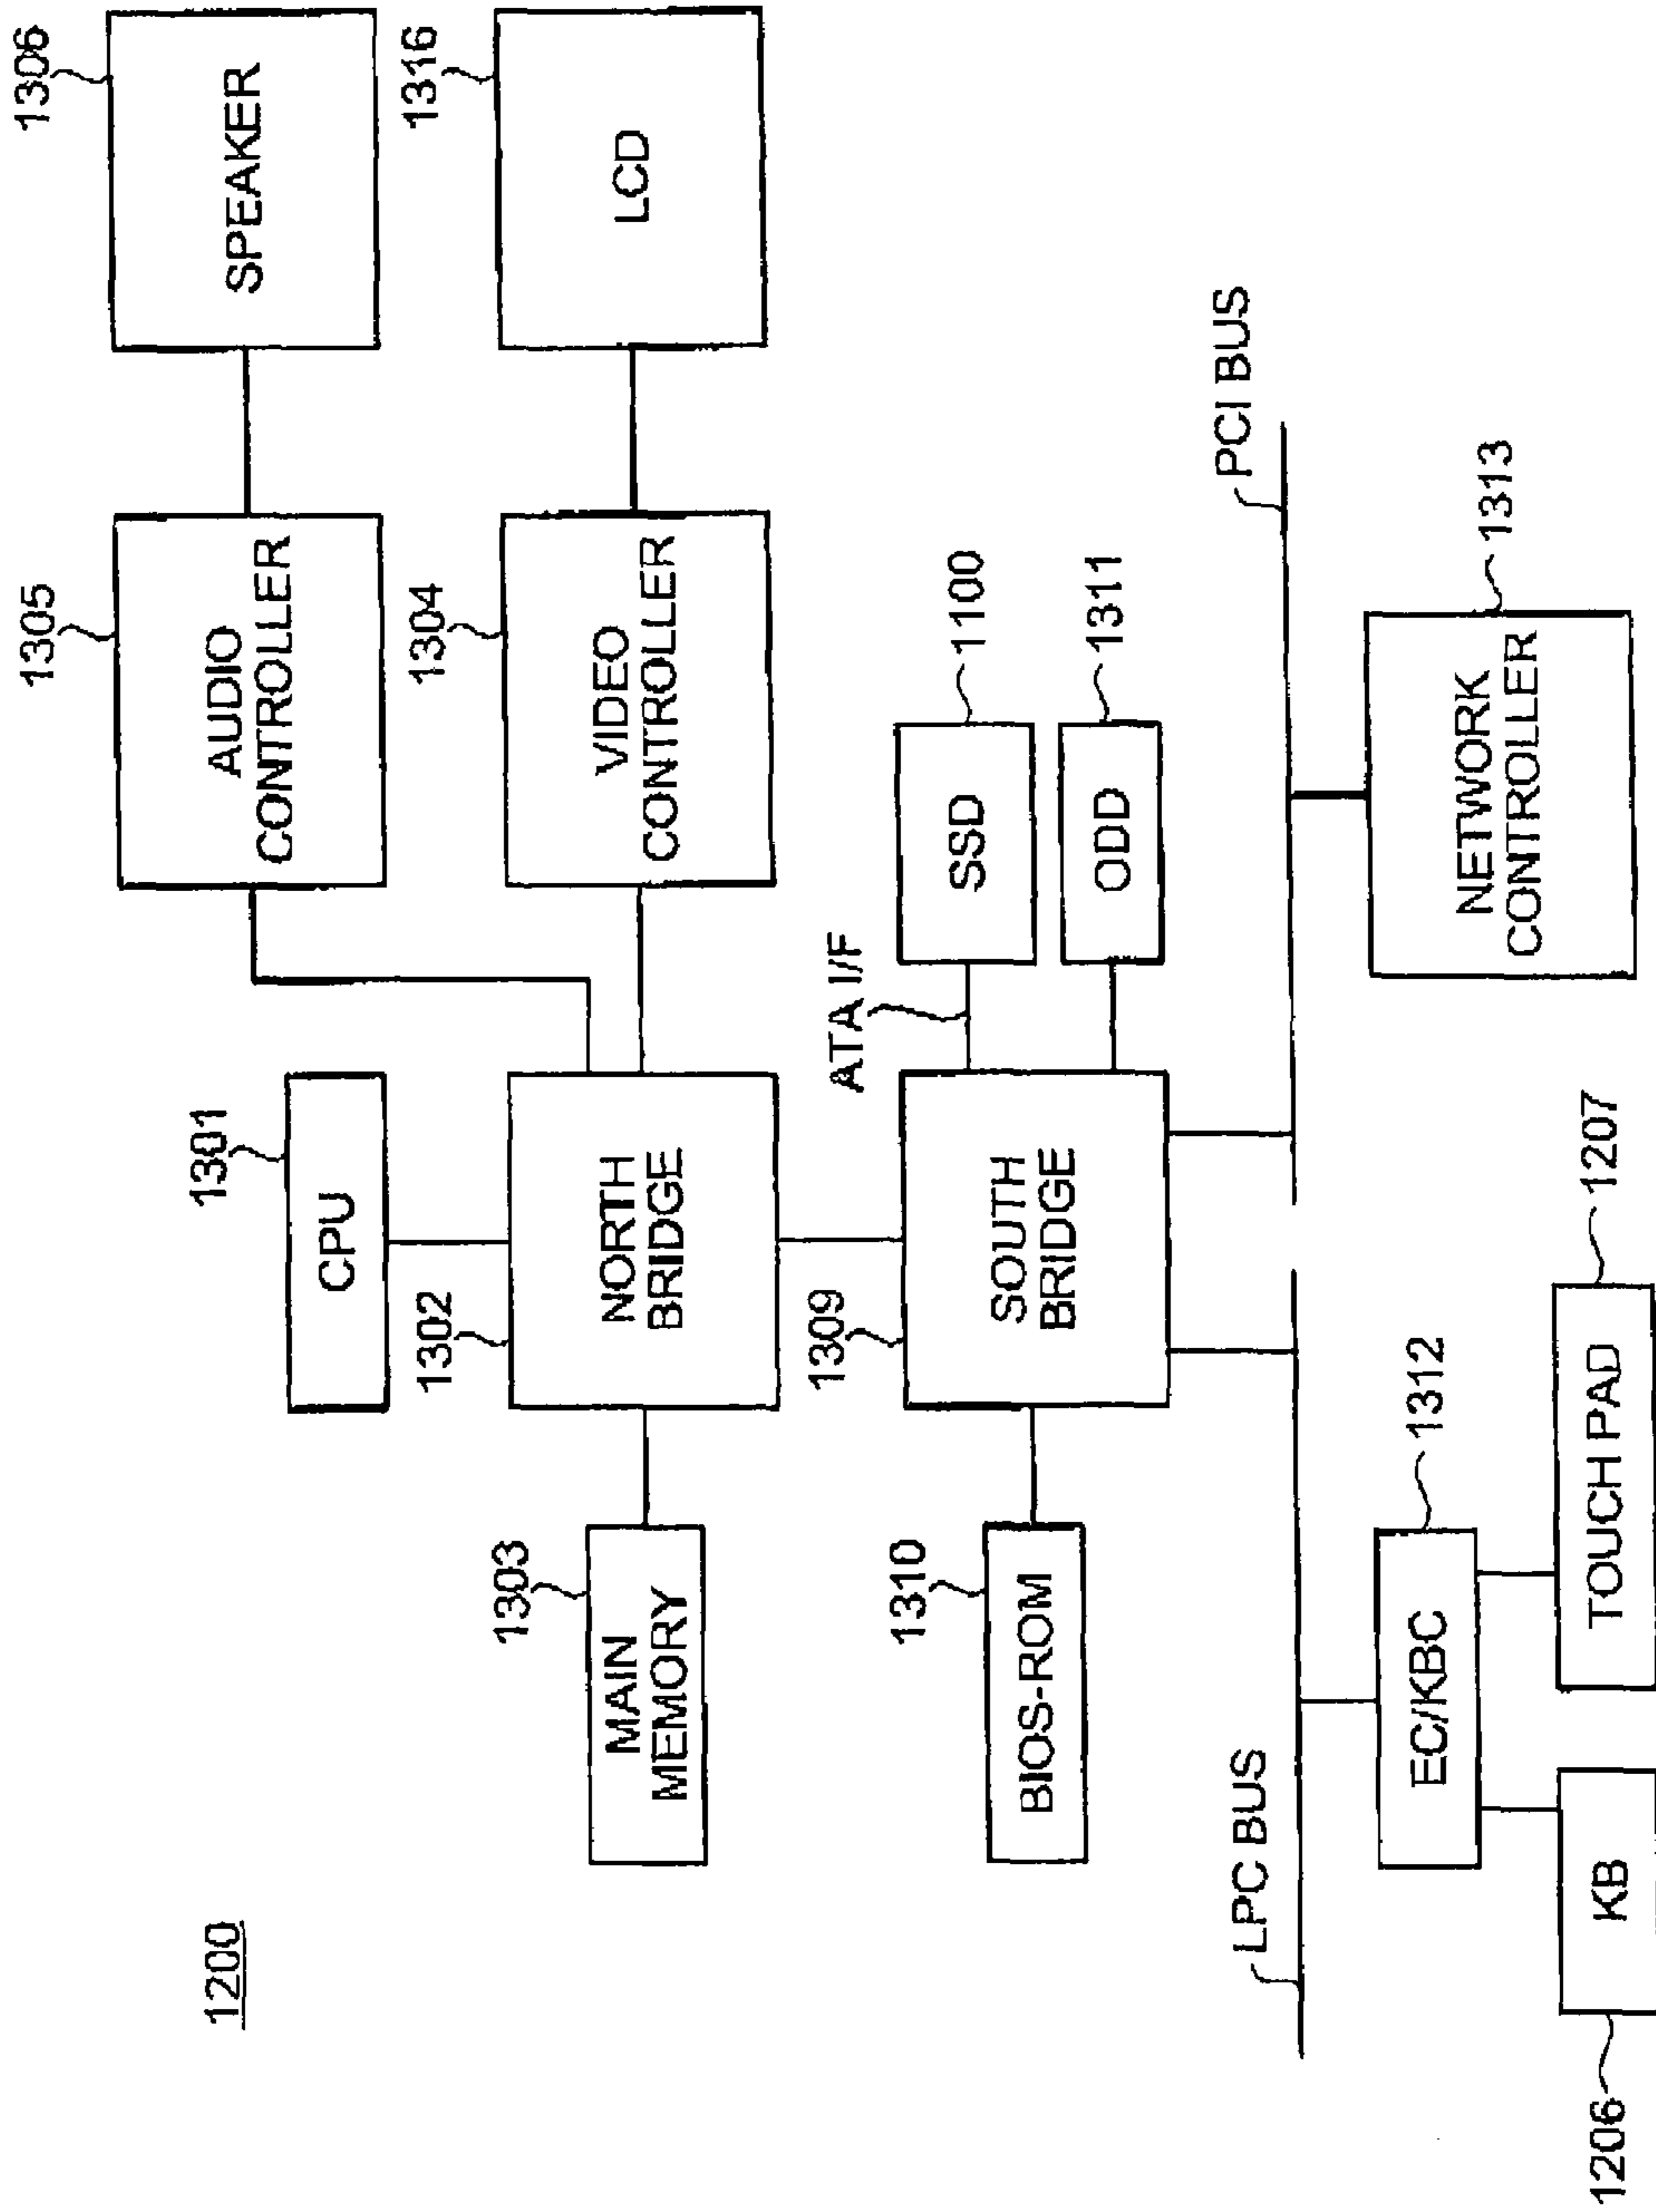 1200
1301
CPU
1305
AUDIO
CONTROLLER
1306
SPEAKER
1302
NORTH
BRIDGE
1303
MAIN
MEMORY
1304
VIDEO
CONTROLLER
1316
LCD
1309
SOUTH
BRIDGE
1310
BIOS-ROM
ATA I/F
SSD
1100
ODD
1311
LPC BUS
PCI BUS
EC/KBC
1312
NETWORK
CONTROLLER
1313
1206
KB
TOUCH PAD
1207